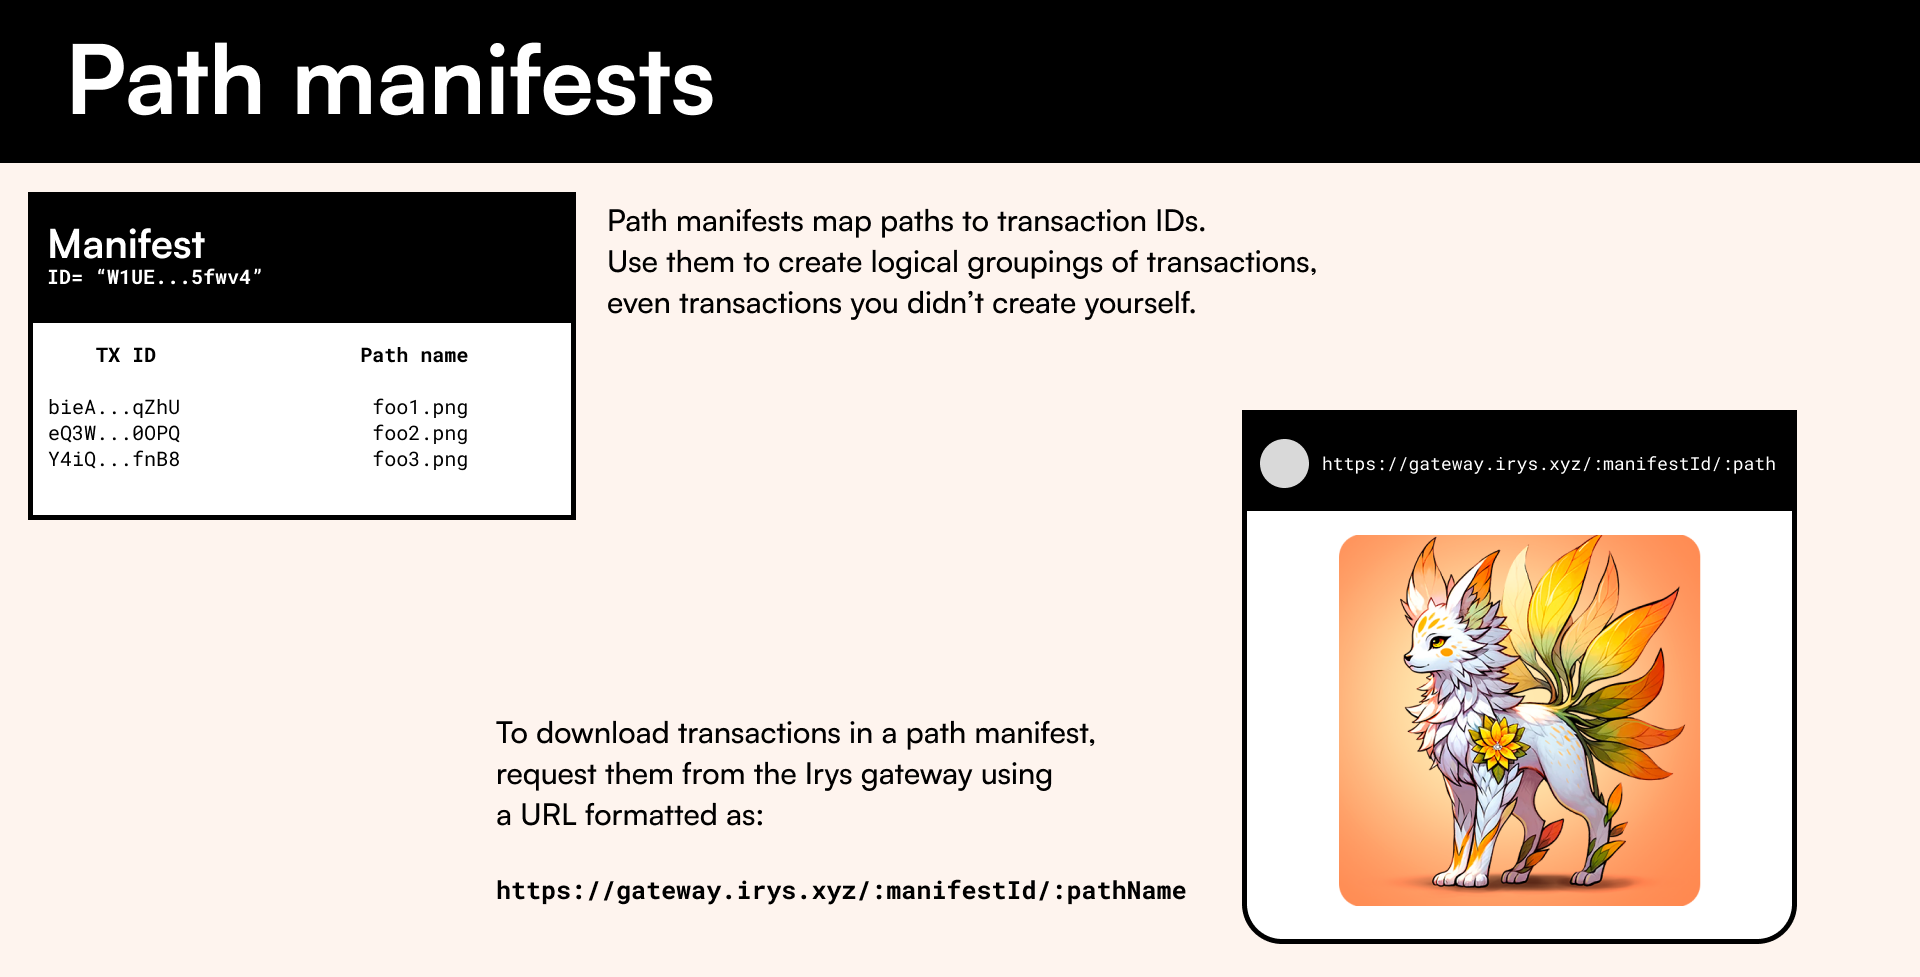 Path manifests
Manifest
ID= “W1UE...5fwv4”
TX ID Path name
bieA...qZhU foo1.png
eQ3W...0OPQ foo2.png
Y4iQ...fnB8 foo3.png
Path manifests map paths to transaction IDs.
Use them to create logical groupings of transactions,
even transactions you didn’t create yourself.
https://gateway.irys.xyz/:manifestId/:path
To download transactions in a path manifest,
request them from the Irys gateway using
a URL formatted as:
https://gateway.irys.xyz/:manifestId/:pathName